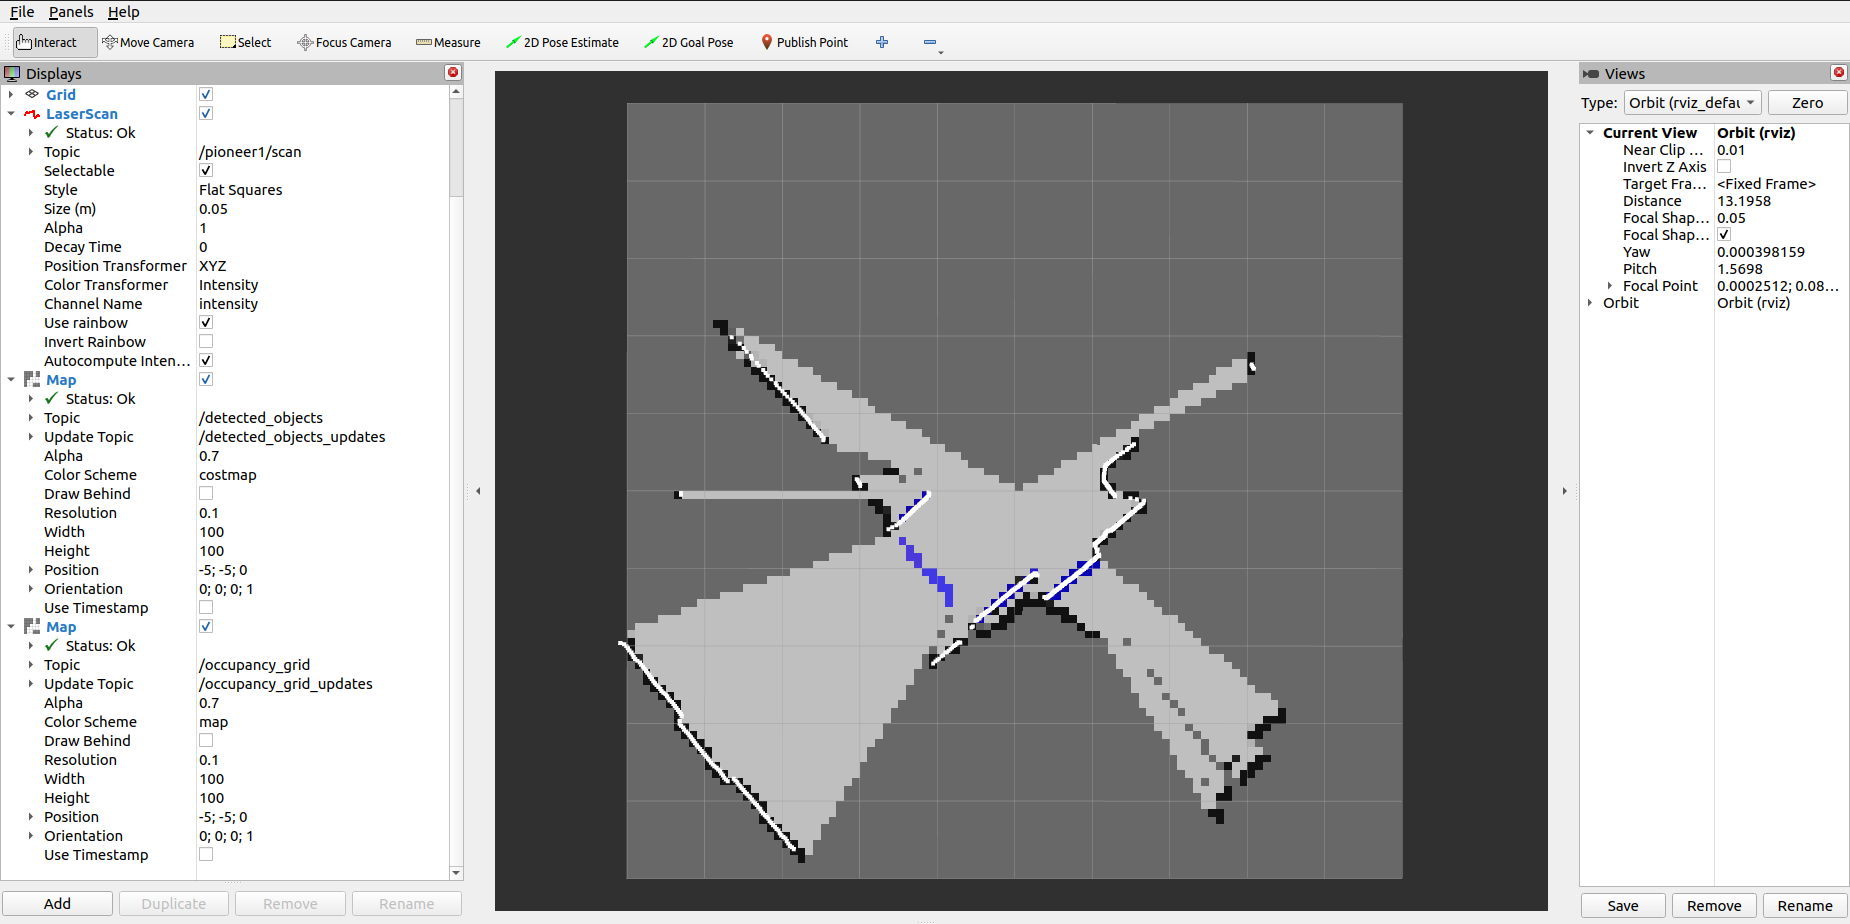 File Panels Help
Interact Move Camera Select Focus Camera Measure 2D Pose Estimate 2D Goal Pose Publish Point
Displays
Grid
LaserScan
Status: Ok
Topic /pioneer1/scan
Selectable
Style Flat Squares
Size (m) 0.05
Alpha 1
Decay Time 0
Position Transformer XYZ
Color Transformer Intensity
Channel Name intensity
Use rainbow
Invert Rainbow
Autocompute Inten...
Map
Status: Ok
Topic /detected_objects
Update Topic /detected_objects_updates
Alpha 0.7
Color Scheme costmap
Draw Behind
Resolution 0.1
Width 100
Height 100
Position -5; -5; 0
Orientation 0; 0; 0; 1
Use Timestamp
Map
Status: Ok
Topic /occupancy_grid
Update Topic /occupancy_grid_updates
Alpha 0.7
Color Scheme map
Draw Behind
Resolution 0.1
Width 100
Height 100
Position -5; -5; 0
Orientation 0; 0; 0; 1
Use Timestamp
Add Duplicate Remove Rename
Views
Type: Orbit (rviz_defau Zero
Current View Orbit (rviz)
Near Clip ... 0.01
Invert Z Axis
Target Fra... <Fixed Frame>
Distance 13.1958
Focal Shap... 0.05
Focal Shap...
Yaw 0.000398159
Pitch 1.5698
Focal Point 0.0002512; 0.08...
Orbit Orbit (rviz)
Save Remove Rename